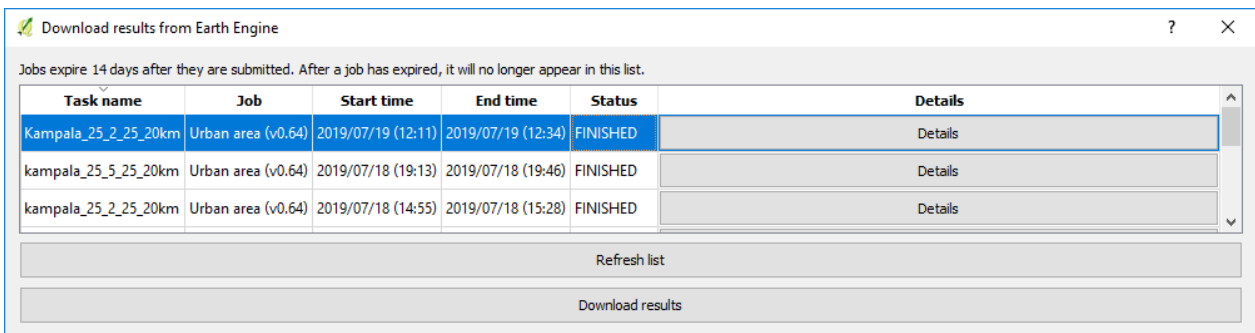 Download results from Earth Engine
Jobs expire 14 days after they are submitted. After a job has expired, it will no longer appear in this list.
Task name Job Start time End time Status Details
Kampala_25_2_25_20km Urban area (v0.64) 2019/07/19 (12:11) 2019/07/19 (12:34) FINISHED Details
kampala_25_5_25_20km Urban area (v0.64) 2019/07/18 (19:13) 2019/07/18 (19:46) FINISHED Details
kampala_25_2_25_20km Urban area (v0.64) 2019/07/18 (14:55) 2019/07/18 (15:28) FINISHED Details
Refresh list
Download results